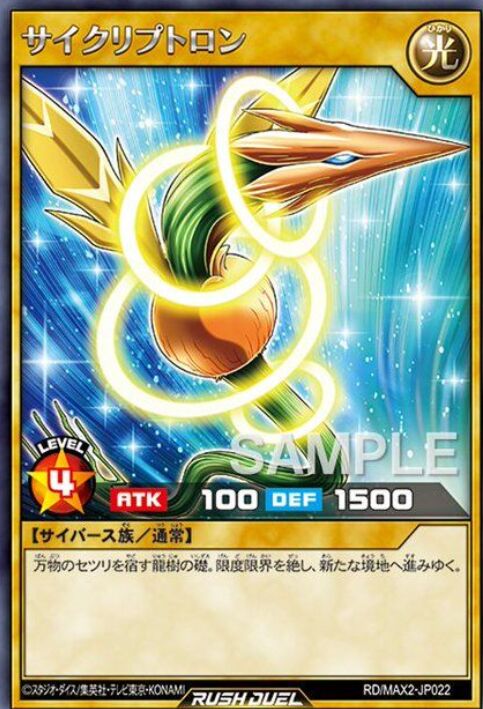 サイクリプトロン
ひかり
光
SAMPLE
LEVEL
4
ATK 100 DEF 1500
【サイバース族／通常】
万物のセツリを宿す龍樹の礎。限度限界を絶し、新たな境地へ進みゆく。
©スタジオ・ダイス/集英社・テレビ東京・KONAMI
RUSH DUEL
RD/MAX2-JP022